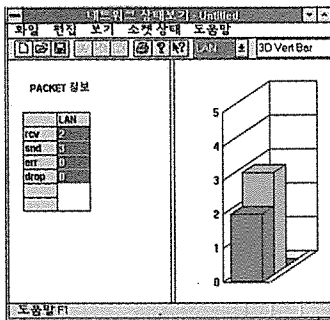 네트워크 상태보기 - Untitled
화일 편집 보기 소켓상태 도움말
LAN 3D Vert Bar
PACKET 정보
LAN
rcv 2
snd 3
err 0
drop 0
5
4
3
2
1
0
도움말 F1